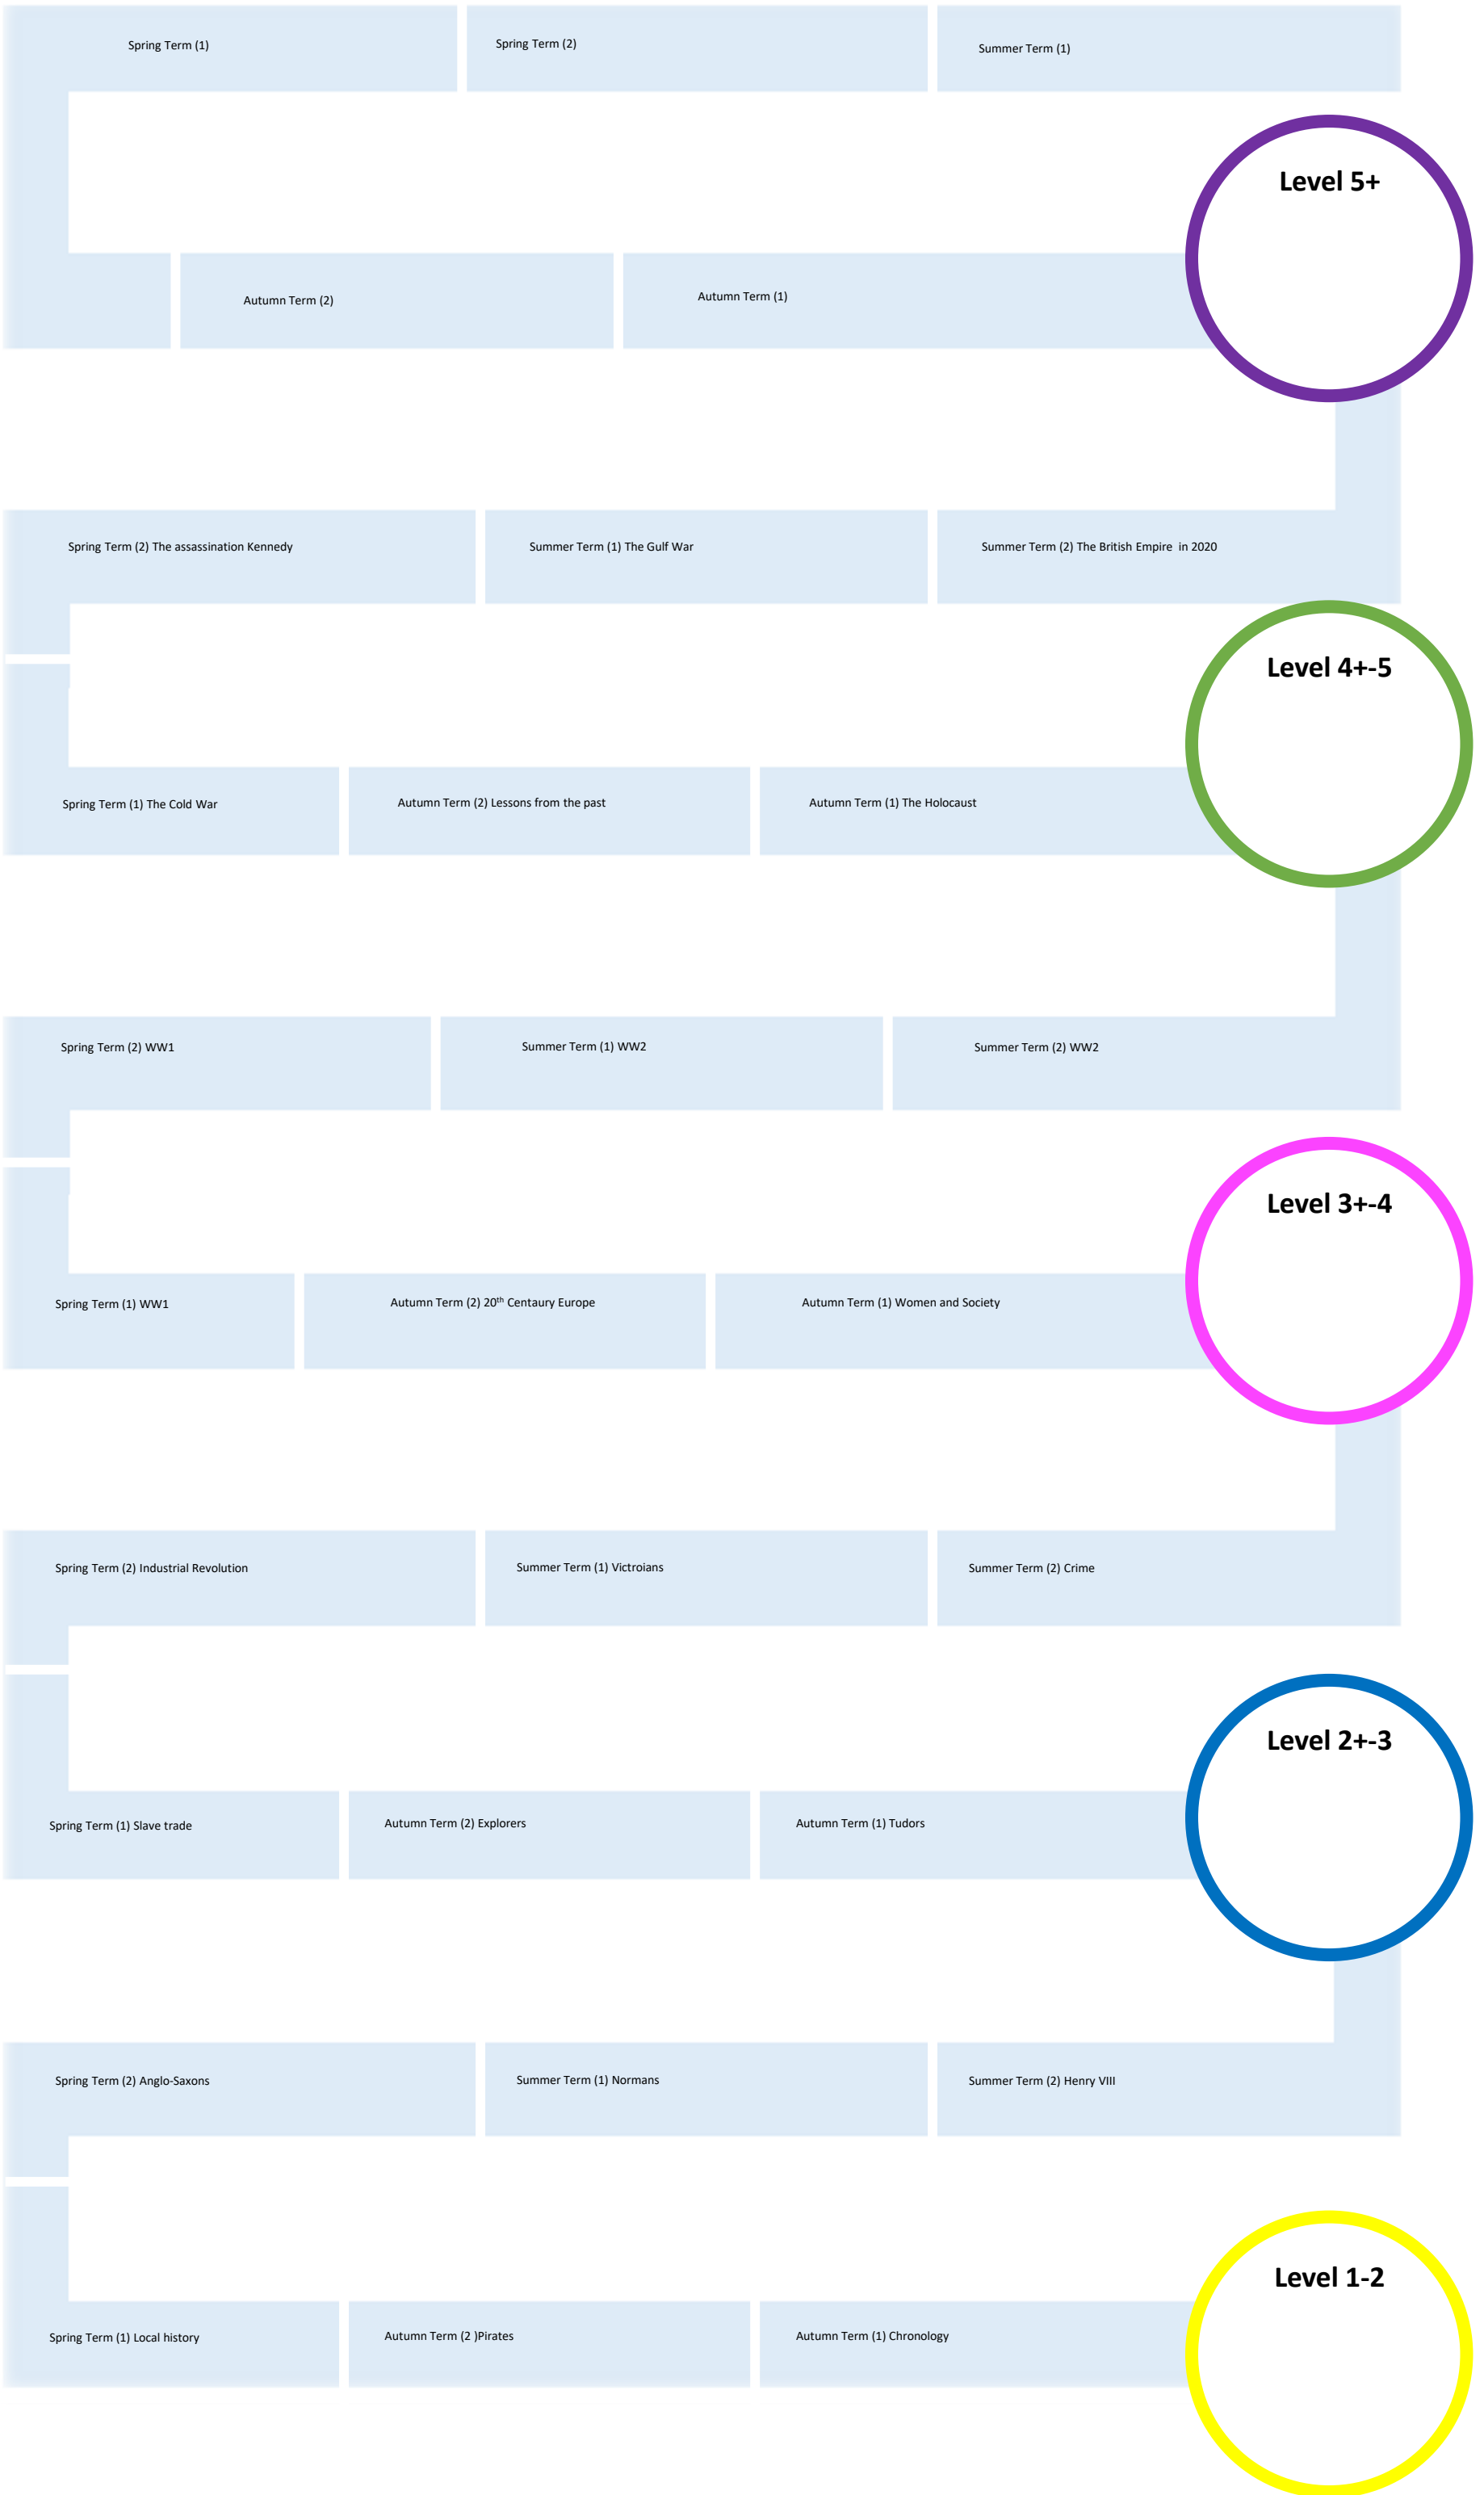 Spring Term (1)
Spring Term (2)
Summer Term (1)
Level 5+
Autumn Term (2)
Autumn Term (1)
Spring Term (2) The assassination Kennedy
Summer Term (1) The Gulf War
Summer Term (2) The British Empire  in 2020
Level 4+-5
Spring Term (1) The Cold War
Autumn Term (2) Lessons from the past
Autumn Term (1) The Holocaust
Spring Term (2) WW1
Summer Term (1) WW2
Summer Term (2) WW2
Level 3+-4
Spring Term (1) WW1
Autumn Term (2) 20th Centaury Europe
Autumn Term (1) Women and Society
Spring Term (2) Industrial Revolution
Summer Term (1) Victroians
Summer Term (2) Crime
Level 2+-3
Spring Term (1) Slave trade
Autumn Term (2) Explorers
Autumn Term (1) Tudors
Spring Term (2) Anglo-Saxons
Summer Term (1) Normans
Summer Term (2) Henry VIII
Level 1-2
Spring Term (1) Local history
Autumn Term (2 )Pirates
Autumn Term (1) Chronology